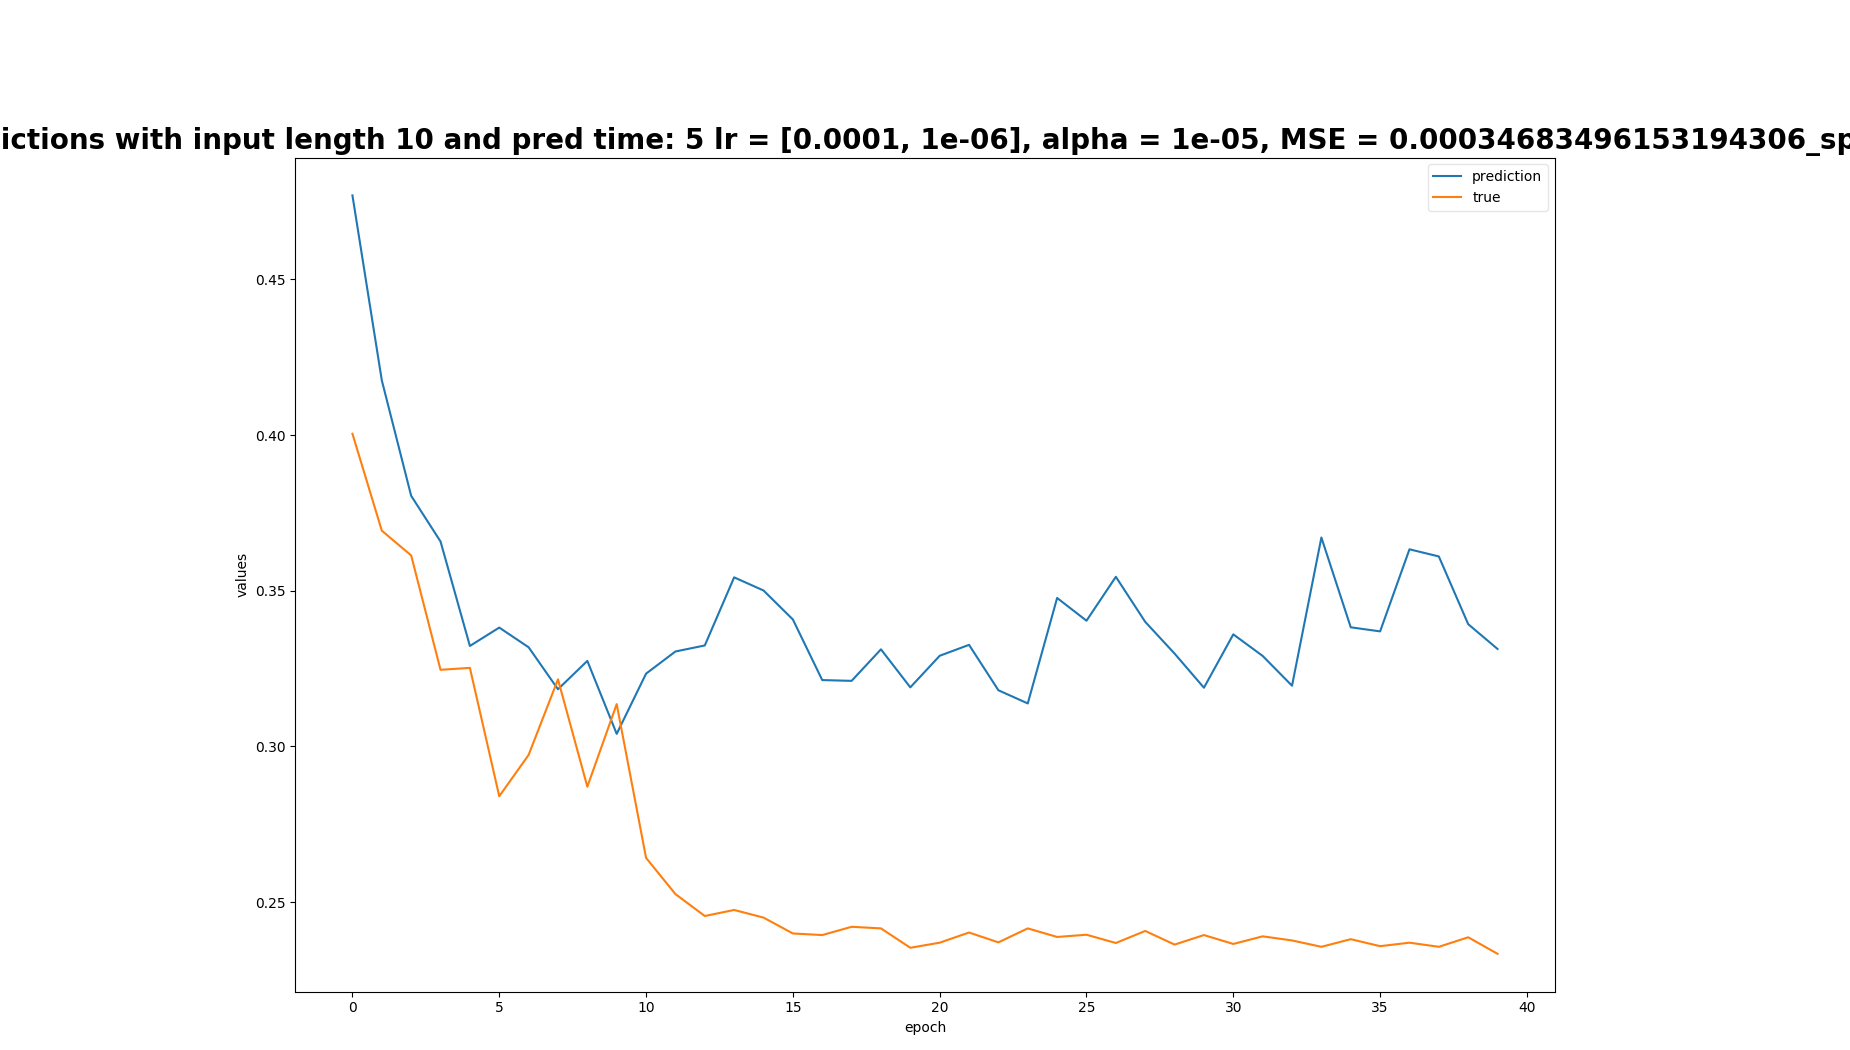 ictions with input length 10 and pred time: 5 lr = [0.0001, 1e-06], alpha = 1e-05, MSE = 0.00034683496153194306_sp
prediction
true
0.45
0.40
0.35
0.30
0.25
values
0 5 10 15 20 25 30 35 40
epoch